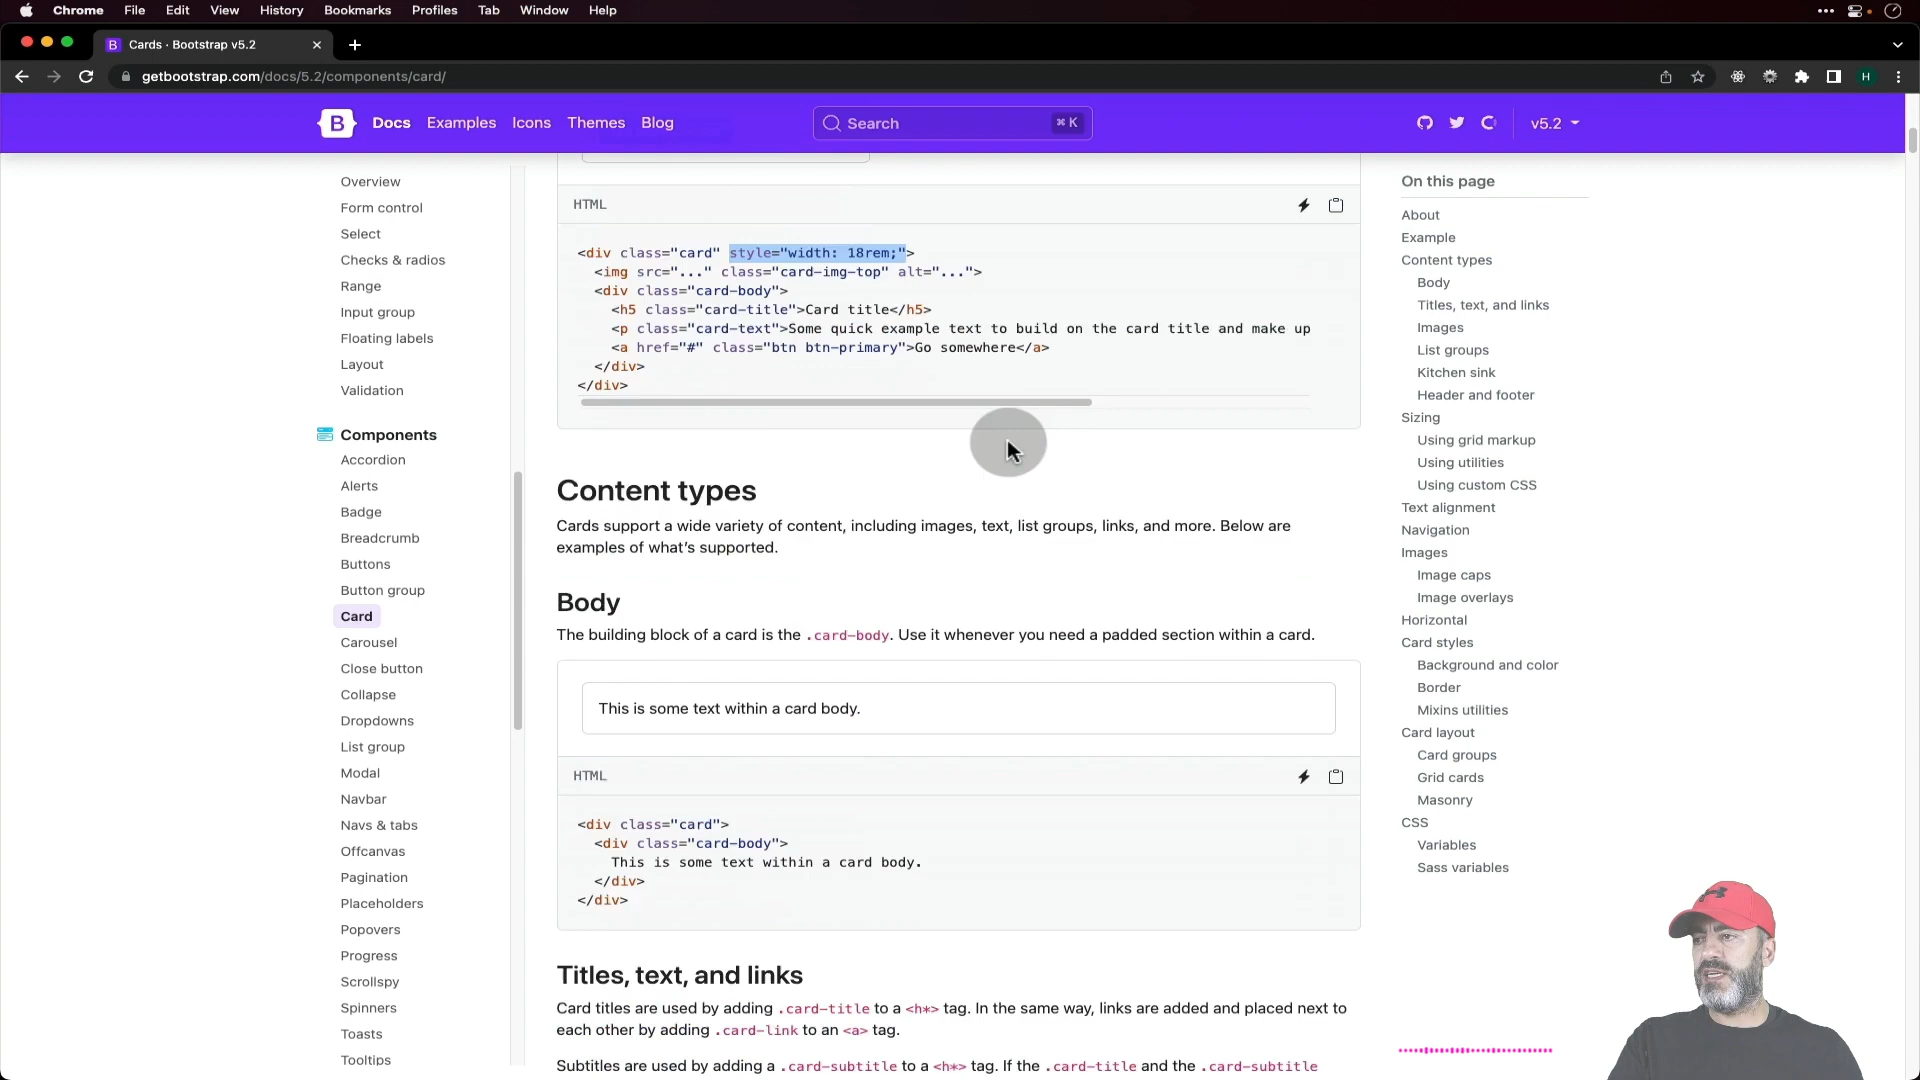 Chrome File Edit View History Bookmarks Profiles Tab Window Help
Cards · Bootstrap v5.2
getbootstrap.com/docs/5.2/components/card/
H
B Docs Examples Icons Themes Blog
Search ⌘ K
v5.2
Overview
Form control
Select
Checks & radios
Range
Input group
Floating labels
Layout
Validation
Components
Accordion
Alerts
Badge
Breadcrumb
Buttons
Button group
Card
Carousel
Close button
Collapse
Dropdowns
List group
Modal
Navbar
Navs & tabs
Offcanvas
Pagination
Placeholders
Popovers
Progress
Scrollspy
Spinners
Toasts
Tooltips
HTML
<div class="card" style="width: 18rem;">
<img src="..." class="card-img-top" alt="...">
<div class="card-body">
<h5 class="card-title">Card title</h5>
<p class="card-text">Some quick example text to build on the card title and make up
<a href="#" class="btn btn-primary">Go somewhere</a>
</div>
</div>
Content types
Cards support a wide variety of content, including images, text, list groups, links, and more. Below are
examples of what's supported.
Body
The building block of a card is the .card-body. Use it whenever you need a padded section within a card.
This is some text within a card body.
HTML
<div class="card">
<div class="card-body">
This is some text within a card body.
</div>
</div>
Titles, text, and links
Card titles are used by adding .card-title to a <h*> tag. In the same way, links are added and placed next to
each other by adding .card-link to an <a> tag.
Subtitles are used by adding a .card-subtitle to a <h*> tag. If the .card-title and the .card-subtitle
On this page
About
Example
Content types
Body
Titles, text, and links
Images
List groups
Kitchen sink
Header and footer
Sizing
Using grid markup
Using utilities
Using custom CSS
Text alignment
Navigation
Images
Image caps
Image overlays
Horizontal
Card styles
Background and color
Border
Mixins utilities
Card layout
Card groups
Grid cards
Masonry
CSS
Variables
Sass variables